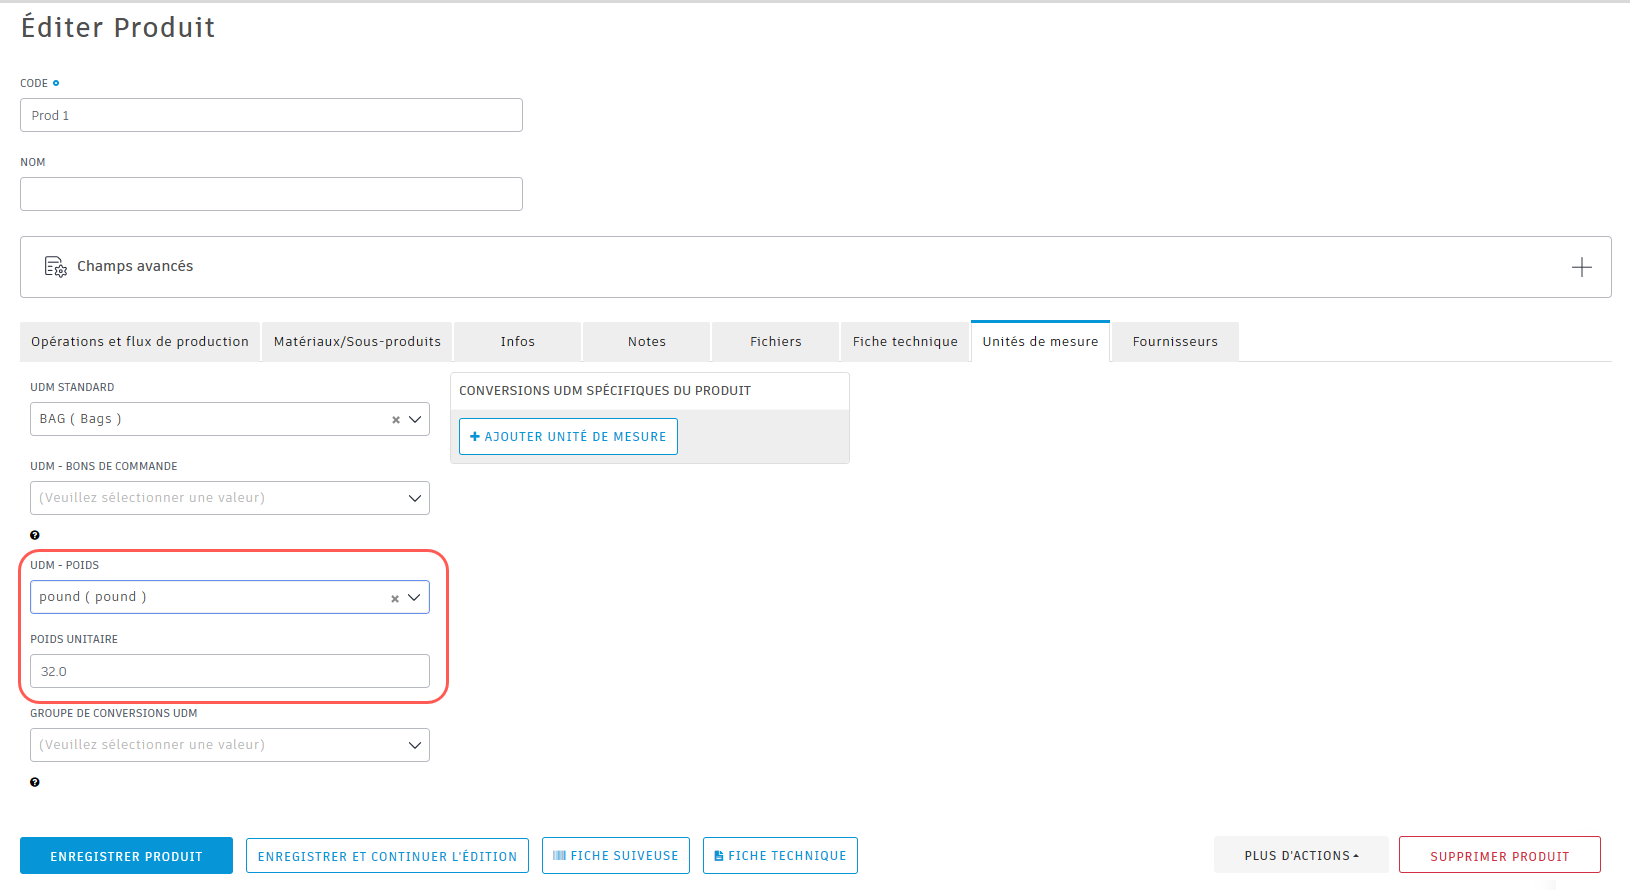 Éditer Produit
CODE
Prod 1
NOM
Champs avancés
Opérations et flux de production
Matériaux/Sous-produits
Infos
Notes
Fichiers
Fiche technique
Unités de mesure
Fournisseurs
UDM STANDARD
BAG ( Bags )
UDM - BONS DE COMMANDE
(Veuillez sélectionner une valeur)
UDM - POIDS
pound ( pound )
POIDS UNITAIRE
32.0
GROUPE DE CONVERSIONS UDM
(Veuillez sélectionner une valeur)
CONVERSIONS UDM SPÉCIFIQUES DU PRODUIT
AJOUTER UNITÉ DE MESURE
ENREGISTRER PRODUIT
ENREGISTRER ET CONTINUER L'ÉDITION
FICHE SUIVEUSE
FICHE TECHNIQUE
PLUS D'ACTIONS
SUPPRIMER PRODUIT